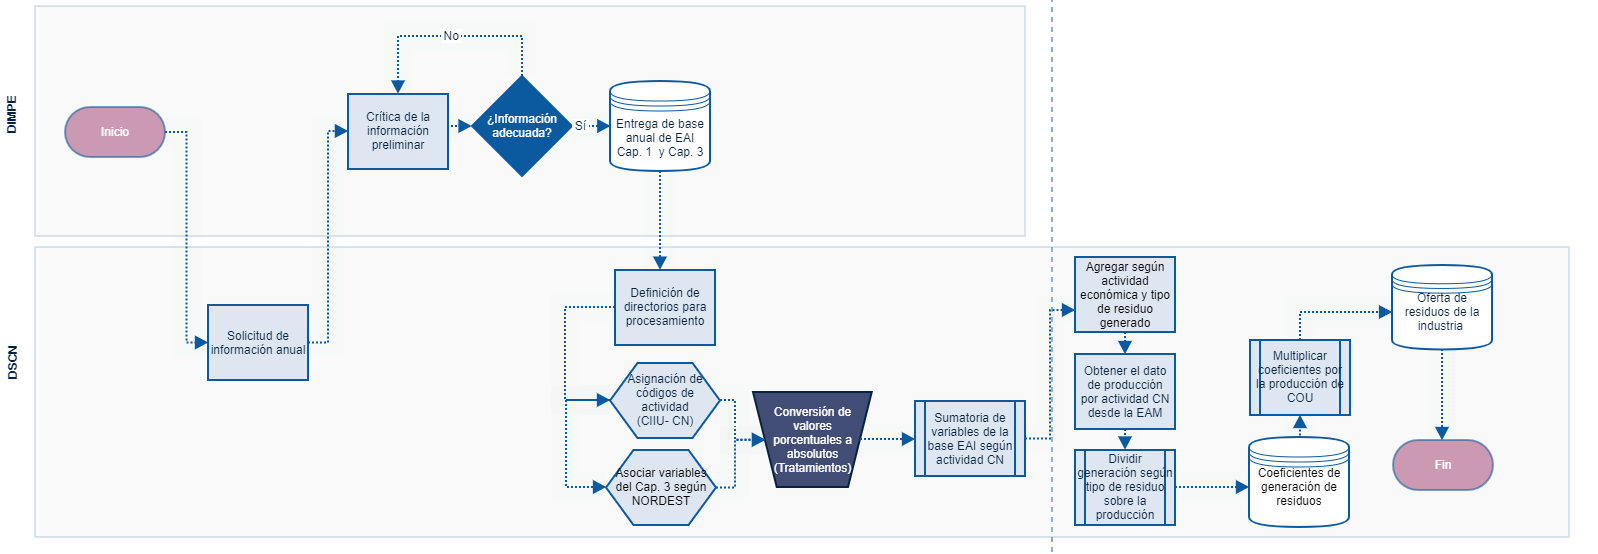 DIMPE
Inicio
Crítica de la
información
preliminar
No
¿Información
adecuada?
Sí
Entrega de base
anual de EAI
Cap. 1 y Cap. 3
DSCN
Solicitud de
información anual
Definición de
directorios para
procesamiento
Asignación de
códigos de
actividad
(CIIU- CN)
Asociar variables
del Cap. 3 según
NORDEST
Conversión de
valores
porcentuales a
absolutos
(Tratamientos)
Sumatoria de
variables de la
base EAI según
actividad CN
Agregar según
actividad
económica y tipo
de residuo
generado
Obtener el dato
de producción
por actividad CN
desde la EAM
Dividir
generación según
tipo de residuo
sobre la
producción
Coeficientes de
generación de
residuos
Multiplicar
coeficientes por
la producción de
COU
Oferta de
residuos de la
industria
Fin